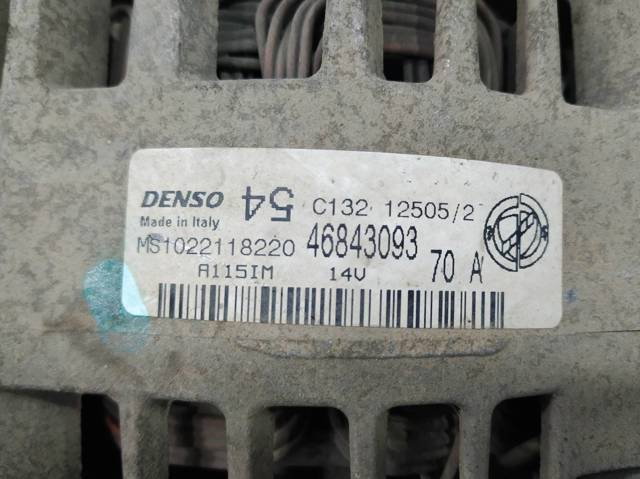 DENSO 54 C132 12505/2
Made in Italy
MS1022118220 46843093 70 A
A115IM 14V